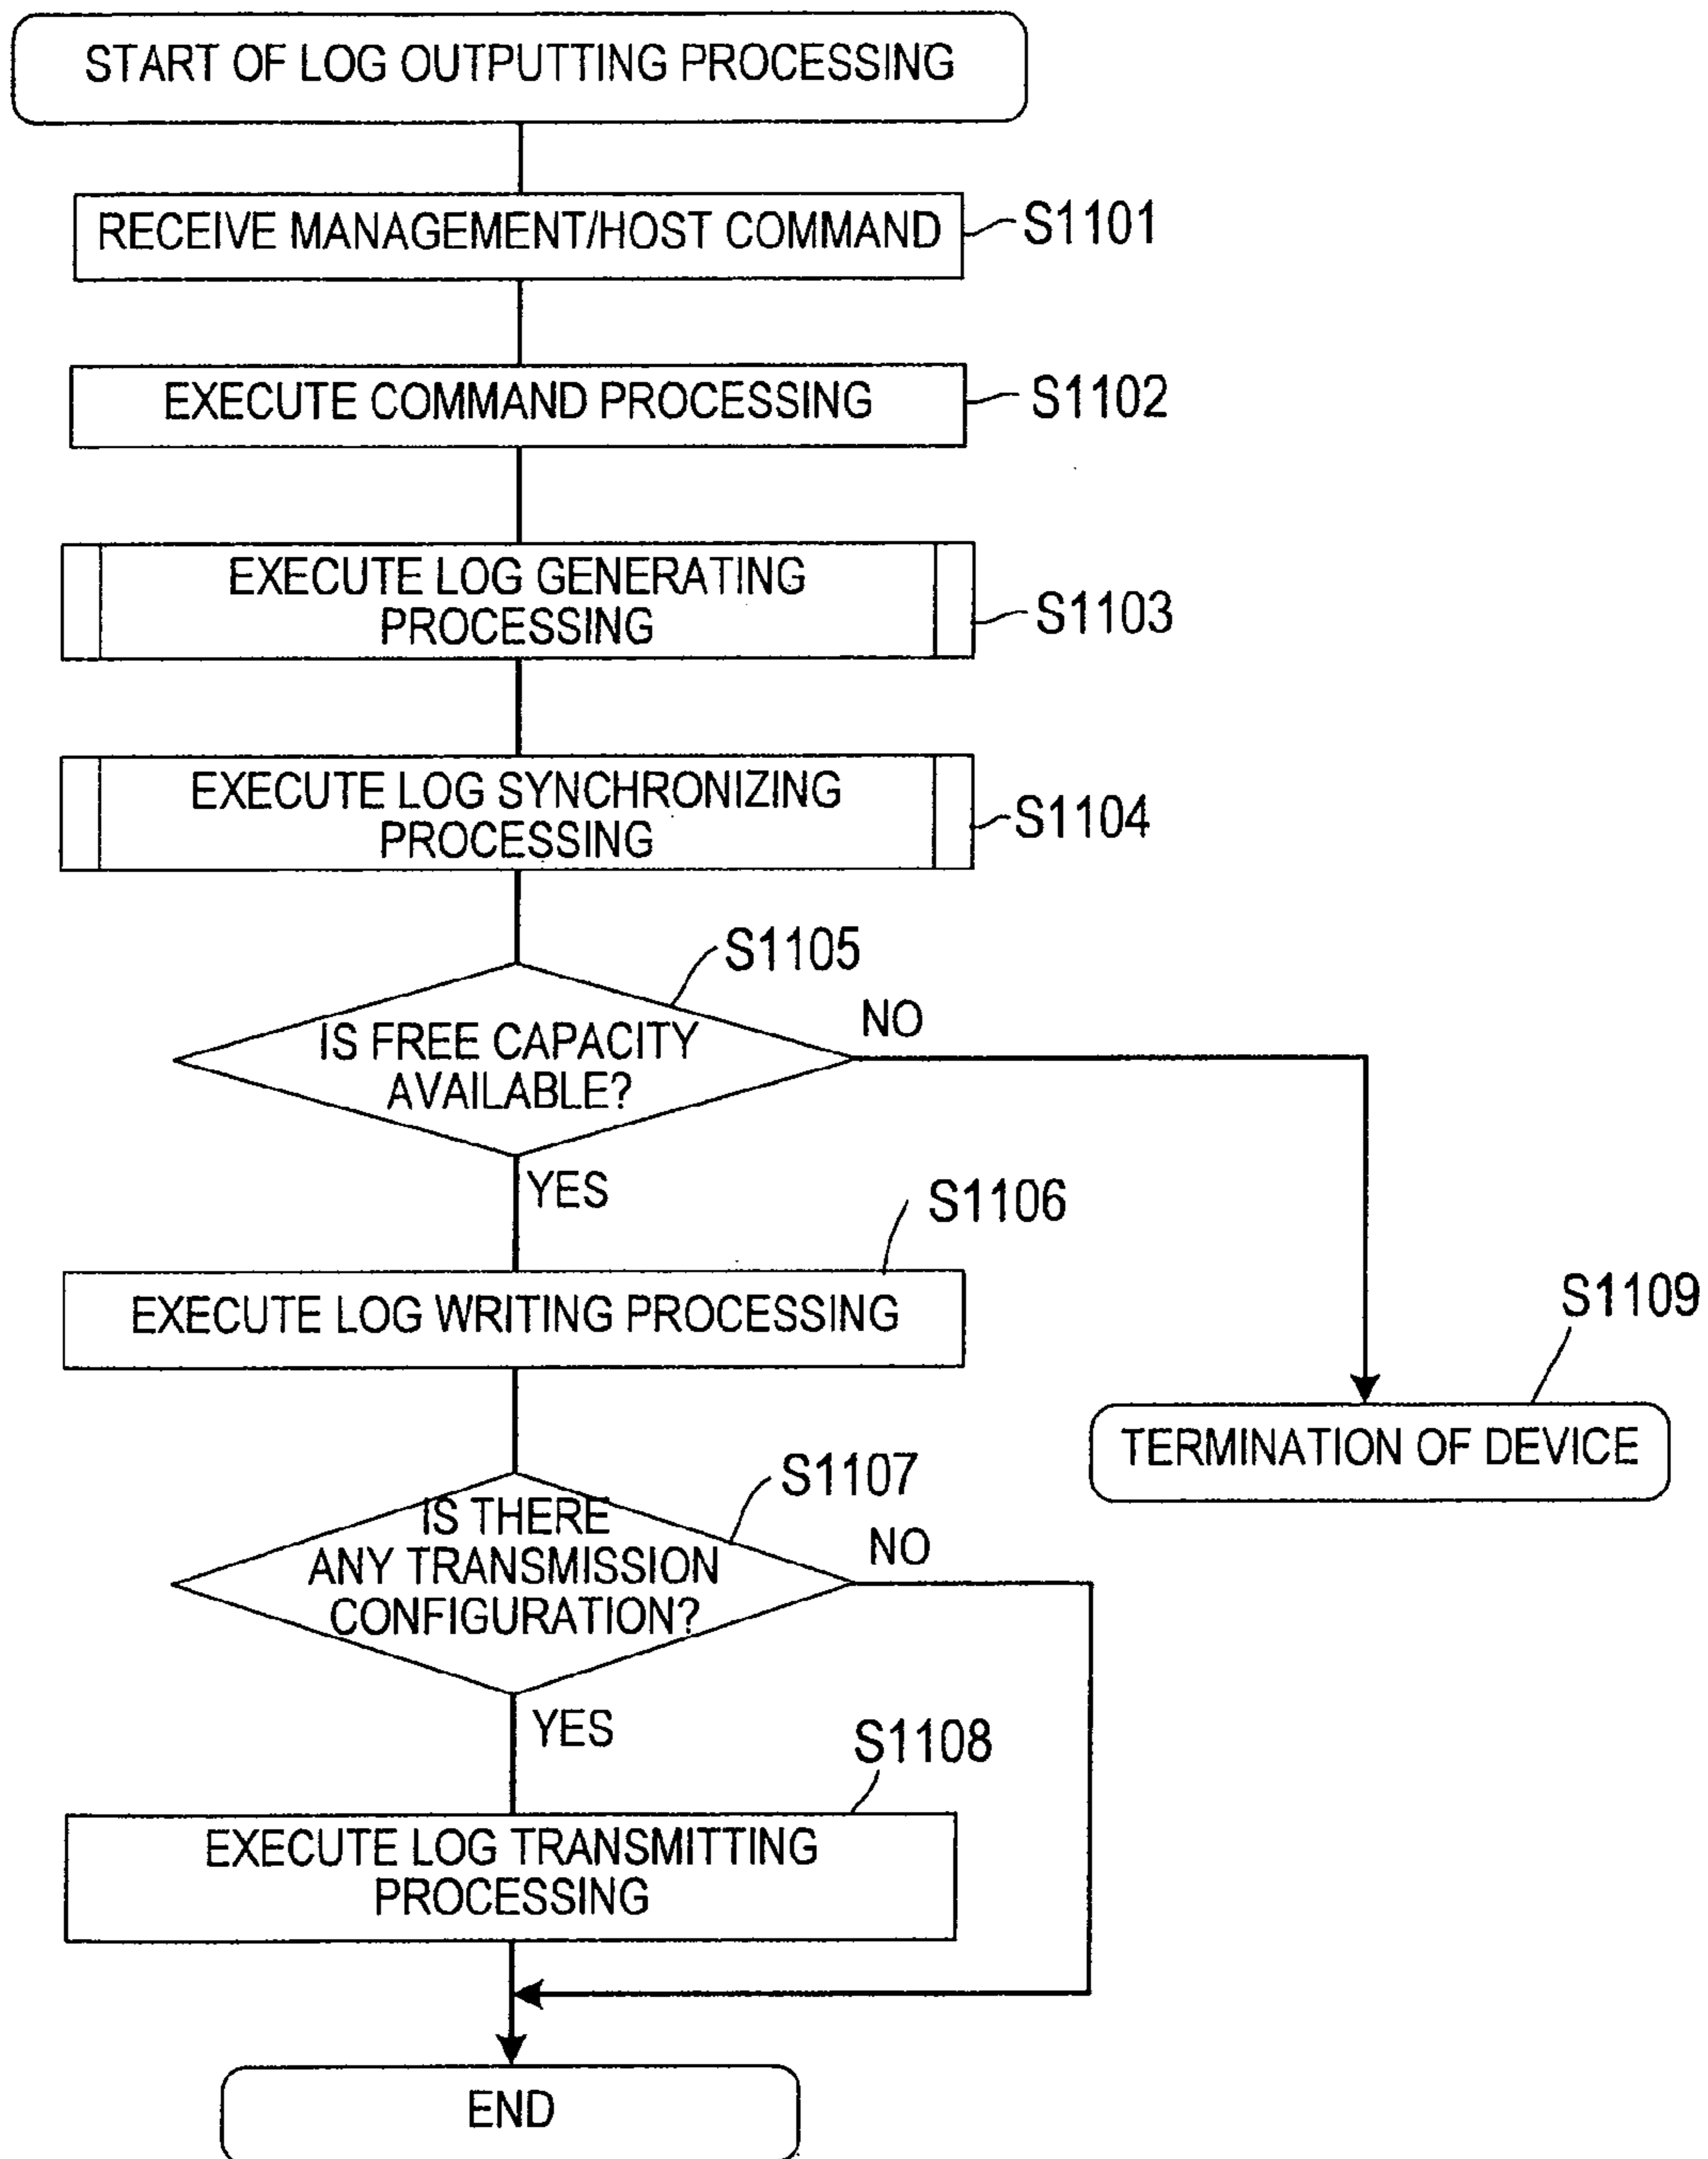 START OF LOG OUTPUTTING PROCESSING
RECEIVE MANAGEMENT/HOST COMMAND
S1101
EXECUTE COMMAND PROCESSING
S1102
EXECUTE LOG GENERATING
PROCESSING
S1103
EXECUTE LOG SYNCHRONIZING
PROCESSING
S1104
S1105
IS FREE CAPACITY
AVAILABLE?
NO
YES
S1106
EXECUTE LOG WRITING PROCESSING
S1109
TERMINATION OF DEVICE
S1107
IS THERE
ANY TRANSMISSION
CONFIGURATION?
NO
YES
S1108
EXECUTE LOG TRANSMITTING
PROCESSING
END